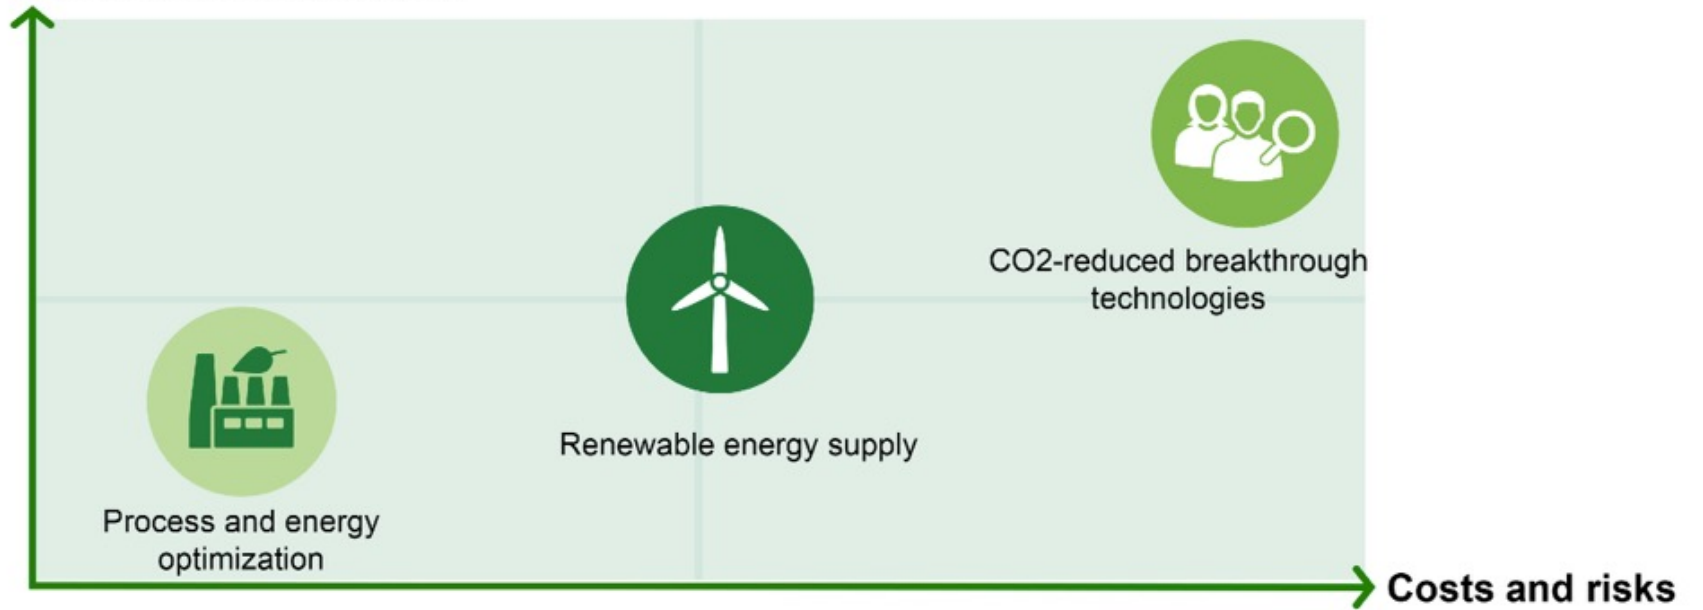 CO2-reduced breakthrough
technologies
Renewable energy supply
Process and energy
optimization
Costs and risks